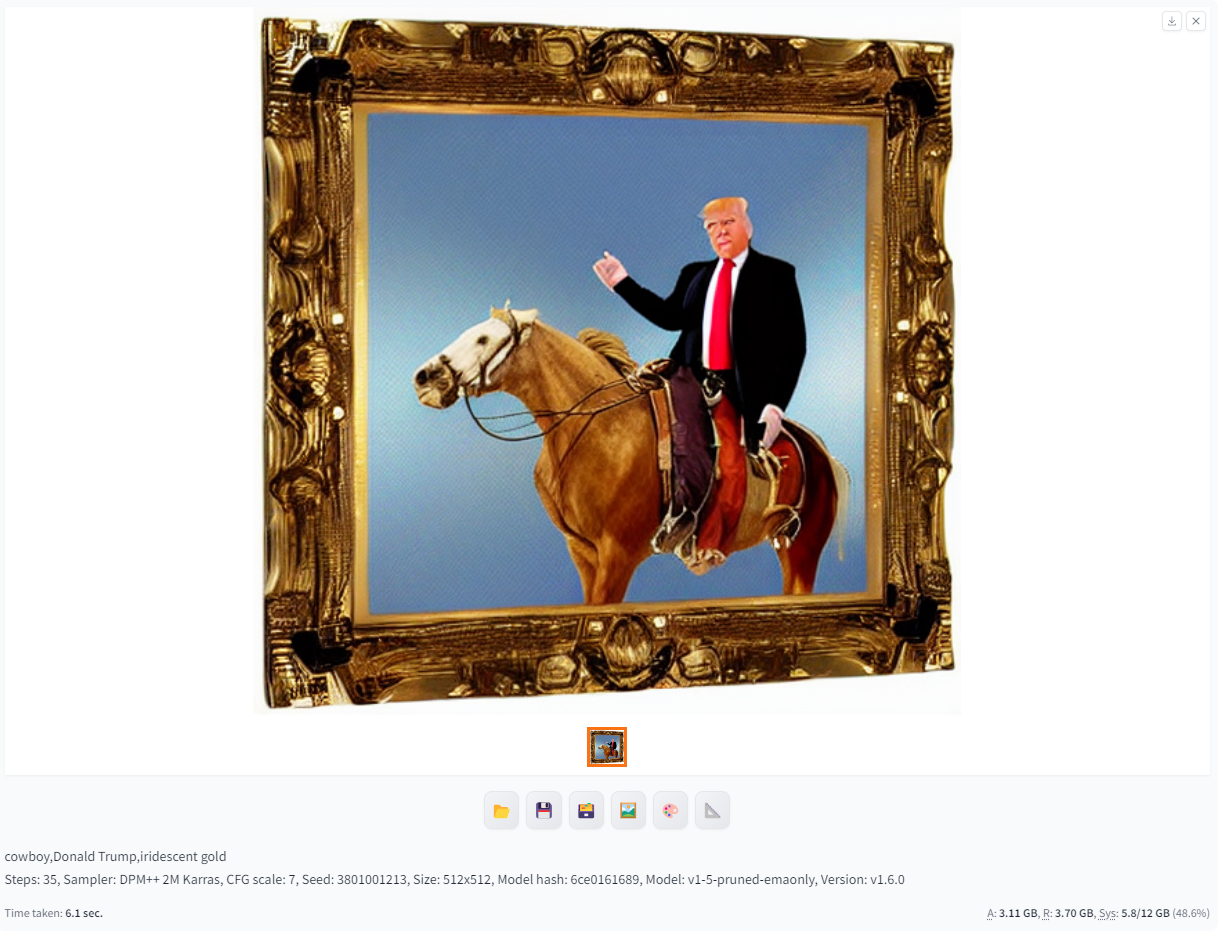 cowboy,Donald Trump,iridescent gold
Steps: 35, Sampler: DPM++ 2M Karras, CFG scale: 7, Seed: 3801001213, Size: 512x512, Model hash: 6ce0161689, Model: v1-5-pruned-emaonly, Version: v1.6.0
Time taken: 6.1 sec.
A: 3.11 GB, R: 3.70 GB, Sys: 5.8/12 GB (48.6%)